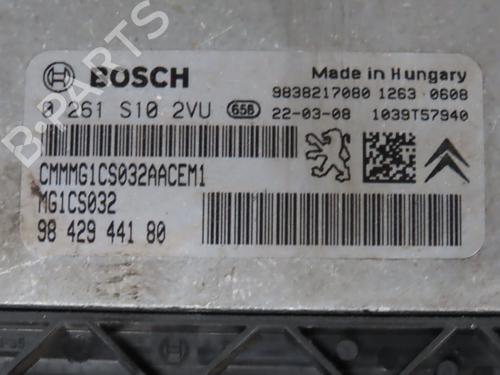 B-PARTS
BOSCH
Made in Hungary
9838217080 1263 0608
0 261 S10 2VU 656 22-03-08 1039T57940
CMMMG1CS032AACEM1
MG1CS032
98 429 441 80